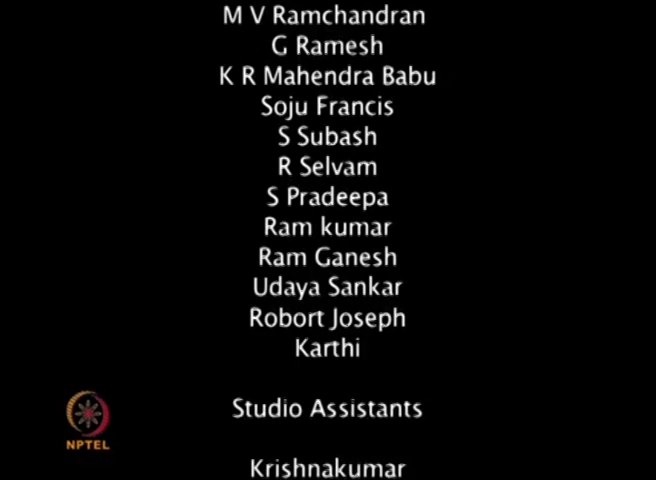 M V Ramchandran
G Ramesh
K R Mahendra Babu
Soju Francis
S Subash
R Selvam
S Pradeepa
Ram kumar
Ram Ganesh
Udaya Sankar
Robort Joseph
Karthi
Studio Assistants
NPTEL
Krishnakumar